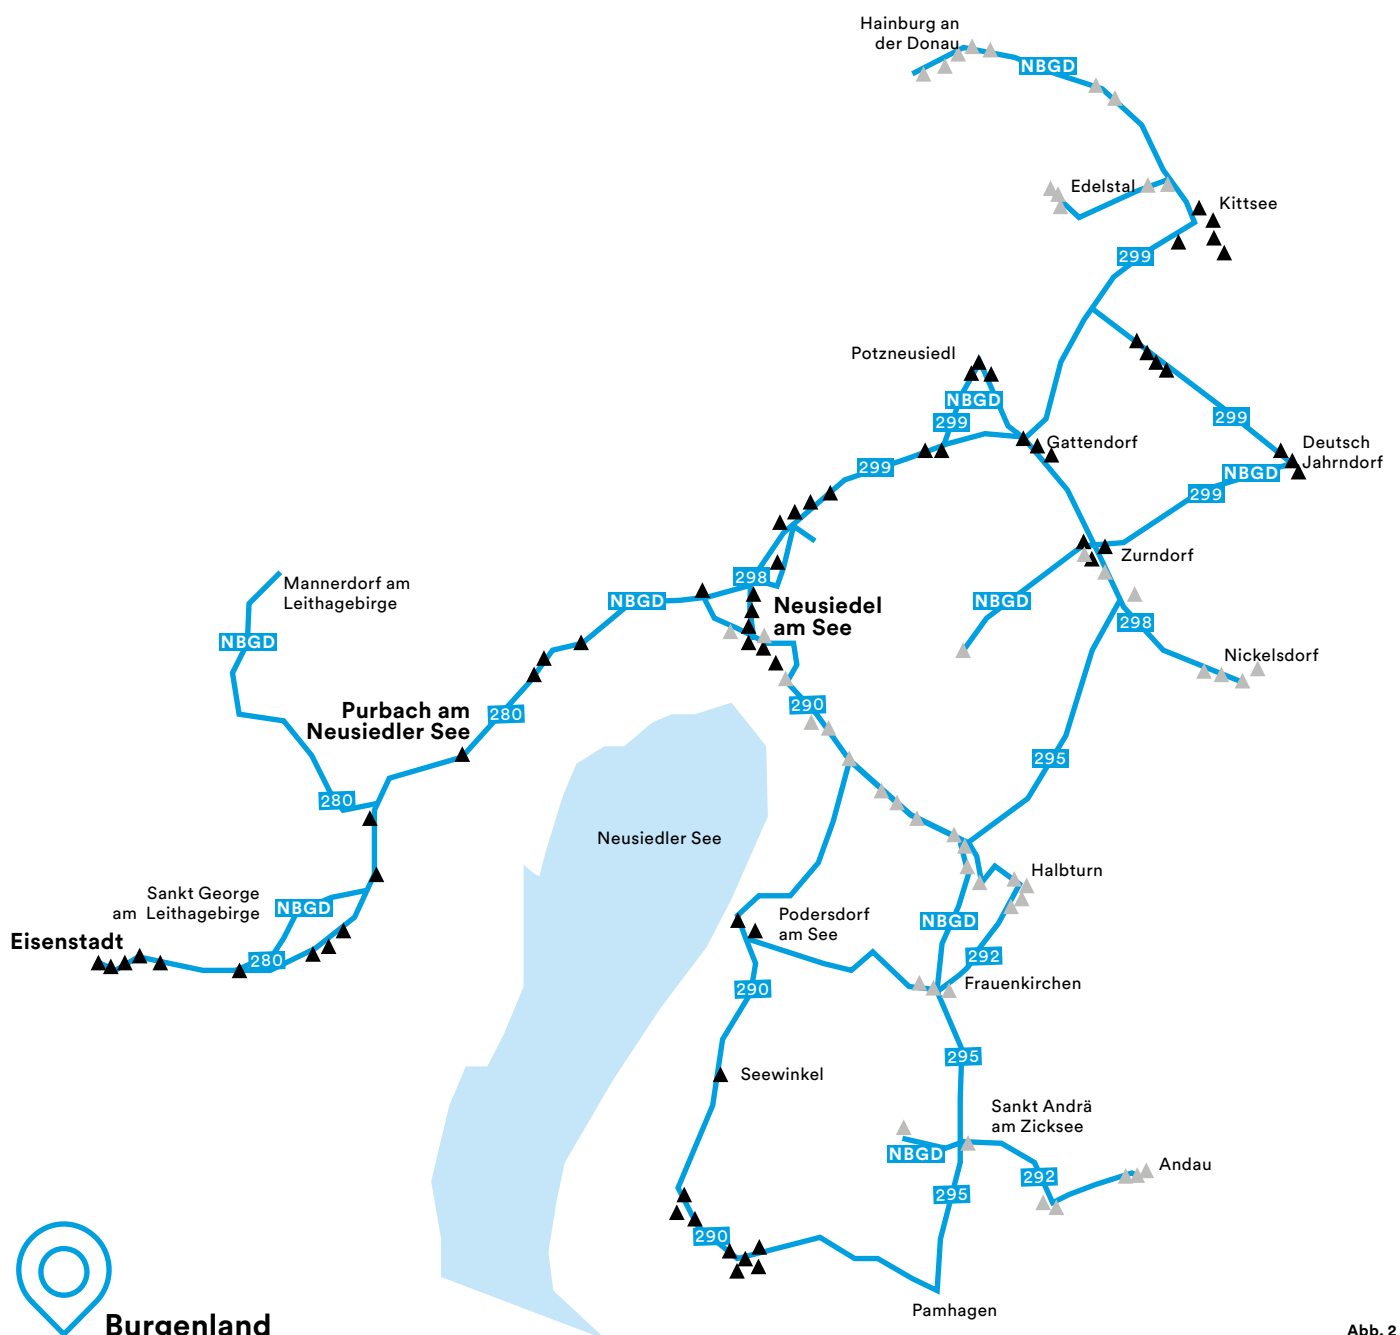 Hainburg an
der Donau
NBGD
Edelstal
Kittsee
299
Potzneusiedl
NBGD
299
299
Gattendorf
299
Deutsch
Jahrndorf
NBGD
299
Zurndorf
298
Neusiedel
am See
NBGD
NBGD
298
Nickelsdorf
Mannerdorf am
Leithagebirge
NBGD
290
Purbach am
Neusiedler See
280
295
280
Neusiedler See
Halbturn
Sankt George
am Leithagebirge
NBGD
Podersdorf
am See
NBGD
292
Eisenstadt
280
290
Frauenkirchen
295
Seewinkel
Sankt Andrä
am Zicksee
NBGD
292
Andau
295
290
Pamhagen
Burgenland
Abb. 2